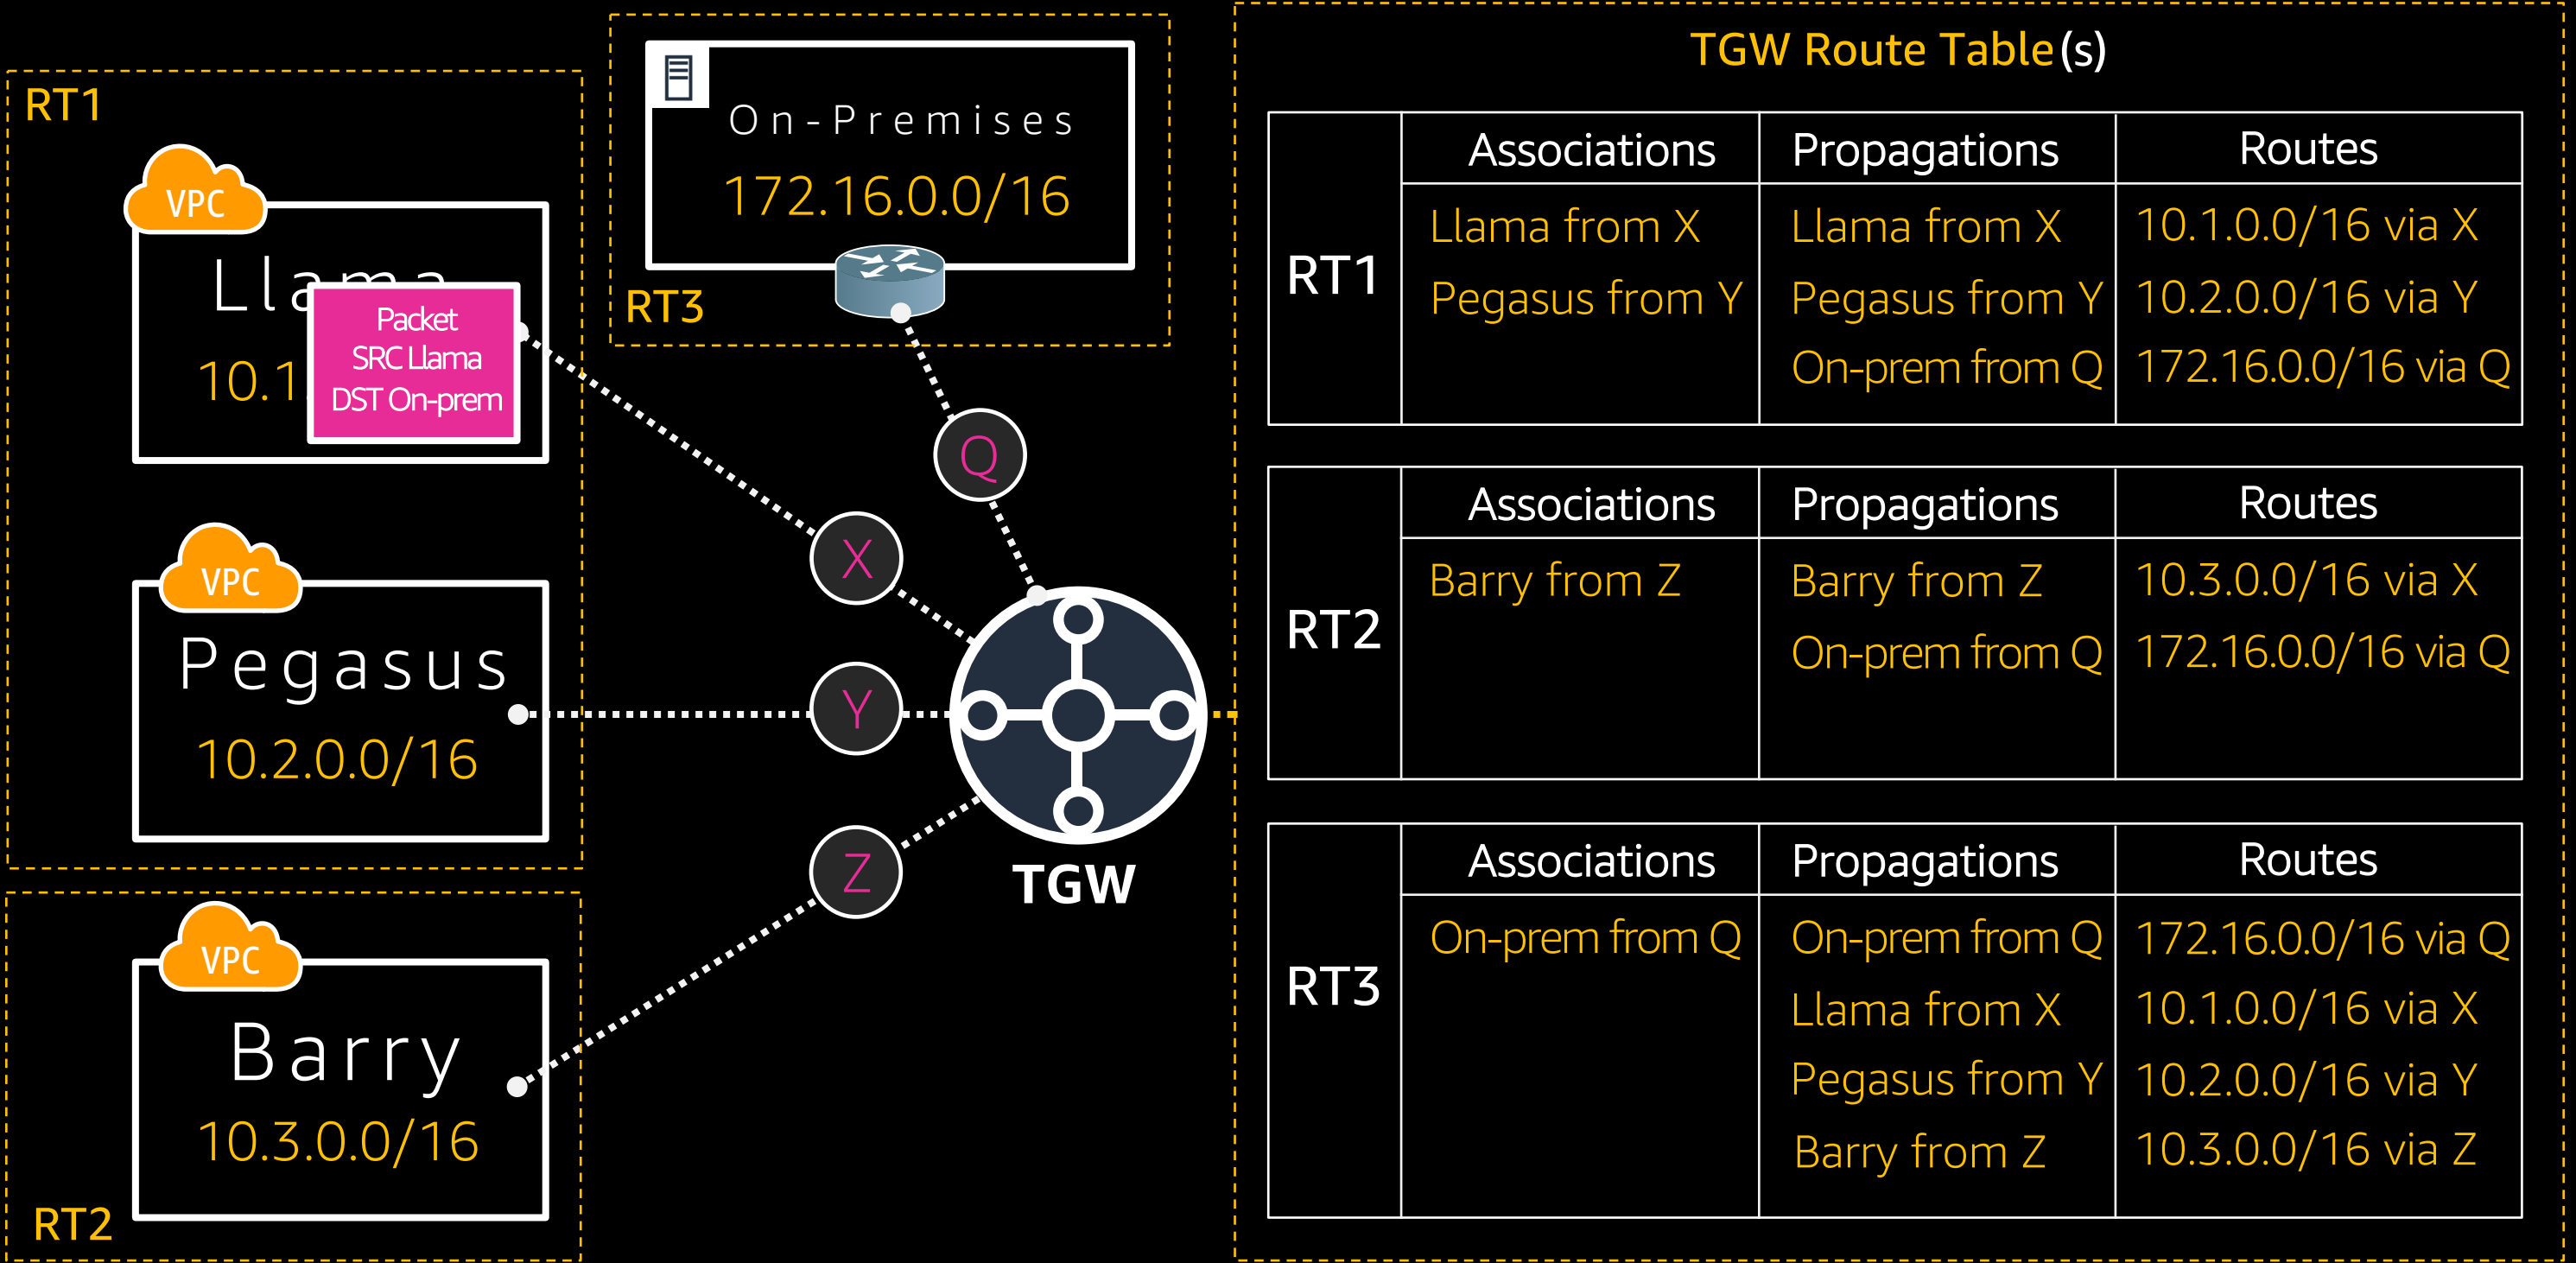 RT1
VPC
Llama
10.1
Packet
SRC Llama
DST On-prem
VPC
Pegasus
10.2.0.0/16
VPC
Barry
10.3.0.0/16
RT2
On-Premises
172.16.0.0/16
RT3
Q
X
Y
Z
TGW
TGW Route Table(s)
RT1
Associations Propagations Routes
Llama from X Llama from X 10.1.0.0/16 via X
Pegasus from Y Pegasus from Y 10.2.0.0/16 via Y
On-prem from Q 172.16.0.0/16 via Q
RT2
Associations Propagations Routes
Barry from Z Barry from Z 10.3.0.0/16 via X
On-prem from Q 172.16.0.0/16 via Q
RT3
Associations Propagations Routes
On-prem from Q On-prem from Q 172.16.0.0/16 via Q
Llama from X 10.1.0.0/16 via X
Pegasus from Y 10.2.0.0/16 via Y
Barry from Z 10.3.0.0/16 via Z